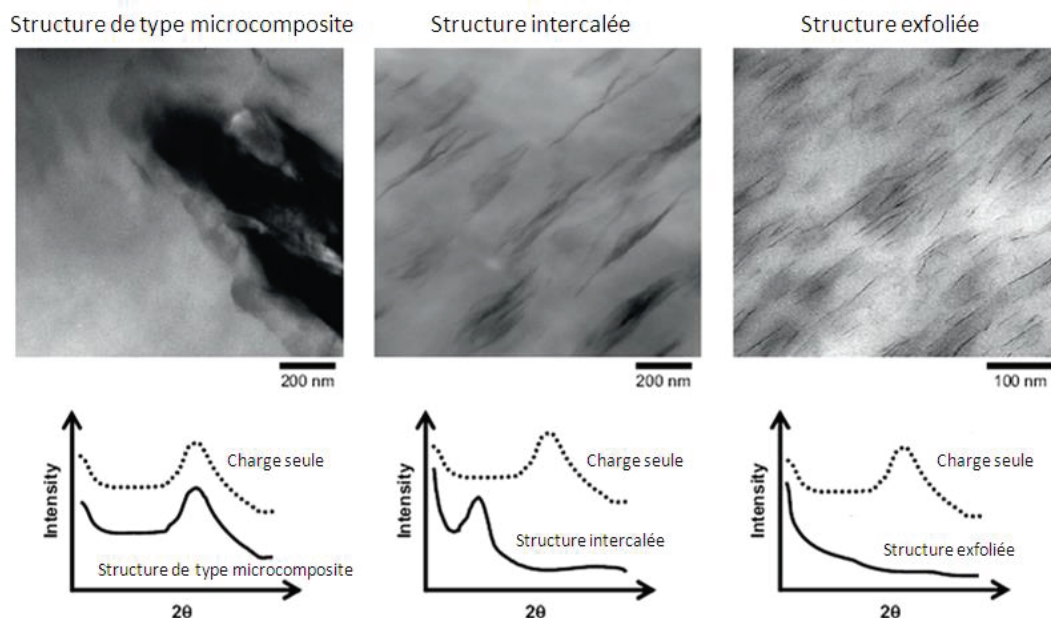 Structure de type microcomposite
Structure intercalée
Structure exfoliée
200 nm
200 nm
100 nm
Intensity
Charge seule
Structure de type microcomposite
2θ
Intensity
Charge seule
Structure intercalée
2θ
Intensity
Charge seule
Structure exfoliée
2θ